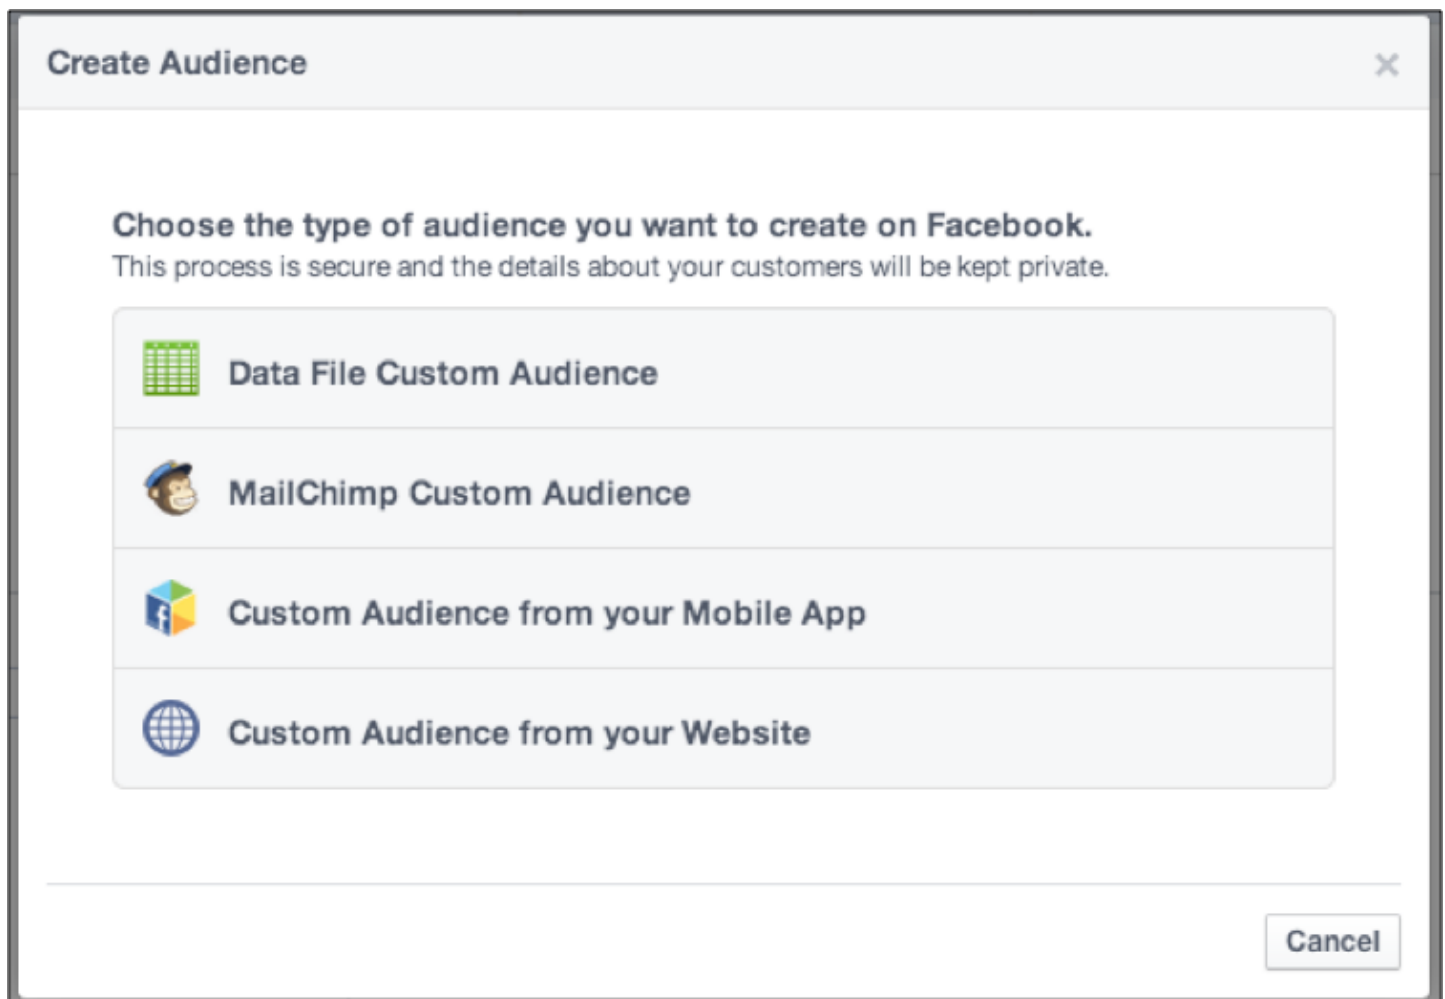 Create Audience
Choose the type of audience you want to create on Facebook.
This process is secure and the details about your customers will be kept private.
Data File Custom Audience
MailChimp Custom Audience
Custom Audience from your Mobile App
Custom Audience from your Website
Cancel